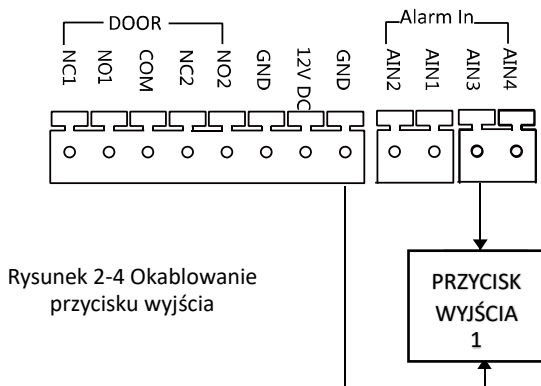 DOOR Alarm In
NC1 NO1 COM NC2 NO2 GND 12V DC GND AIN2 AIN1 AIN3 AIN4
Rysunek 2-4 Okablowanie
przycisku wyjścia
PRZYCISK
WYJŚCIA
1